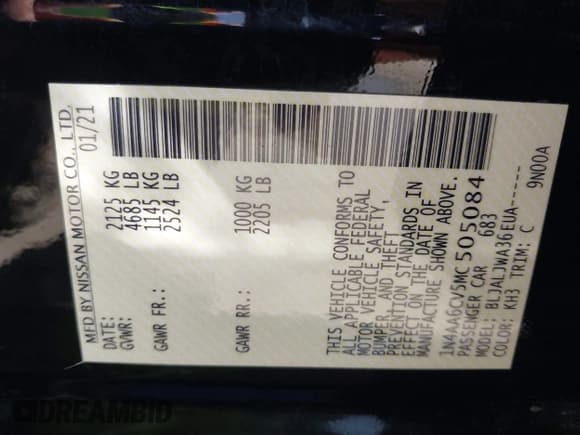 MFD BY NISSAN MOTOR CO., LTD.
DATE: 01/21
GVWR: 2125 KG
4685 LB
GAWR FR.: 1145 KG
2524 LB
GAWR RR.: 1000 KG
2205 LB
THIS VEHICLE CONFORMS TO
ALL APPLICABLE FEDERAL
MOTOR VEHICLE SAFETY,
BUMPER, AND THEFT
PREVENTION STANDARDS IN
EFFECT ON THE DATE OF
MANUFACTURE SHOWN ABOVE.
1N4AA6CV5MC505084
PASSENGER CAR 683
MODEL: BLJALJWA36EUA------
COLOR: KH3 TRIM: C 9N00A
DREAMBID